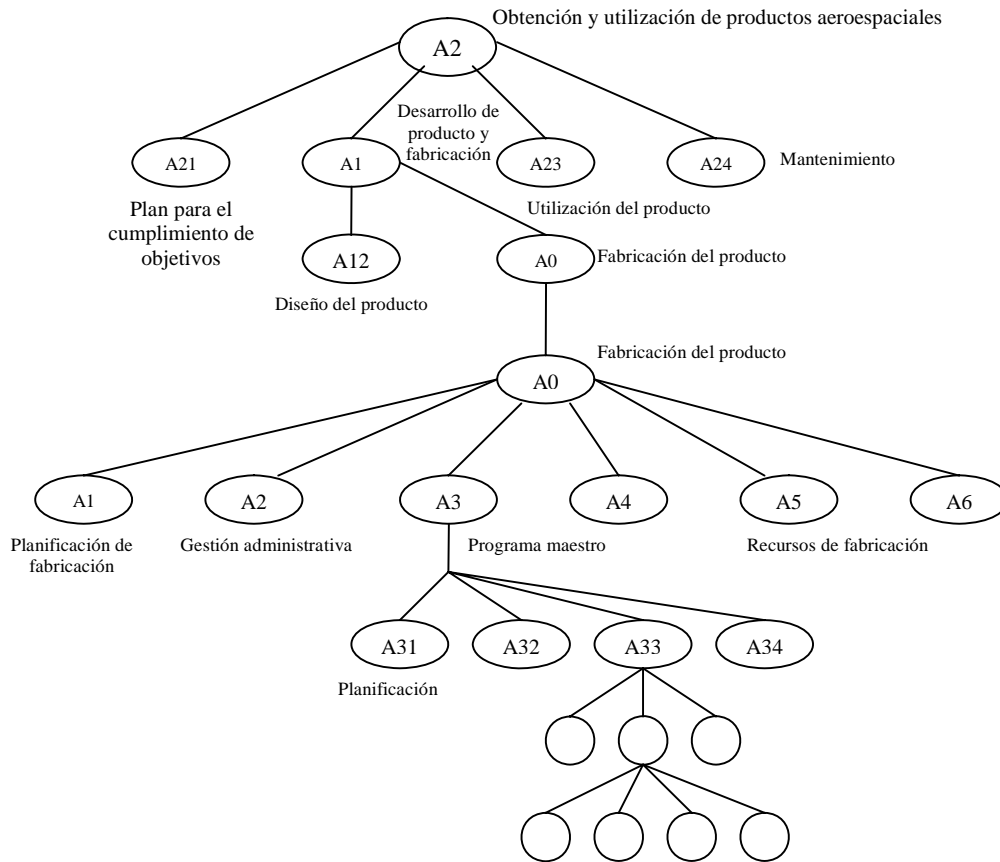 Obtención y utilización de productos aeroespaciales
A2
Desarrollo de
producto y
fabricación
A21
A1
A23
A24
Mantenimiento
Plan para el
cumplimiento de
objetivos
Utilización del producto
A12
A0
Fabricación del producto
Diseño del producto
Fabricación del producto
A0
A1
A2
A3
A4
A5
A6
Planificación de
fabricación
Gestión administrativa
Programa maestro
Recursos de fabricación
A31
A32
A33
A34
Planificación